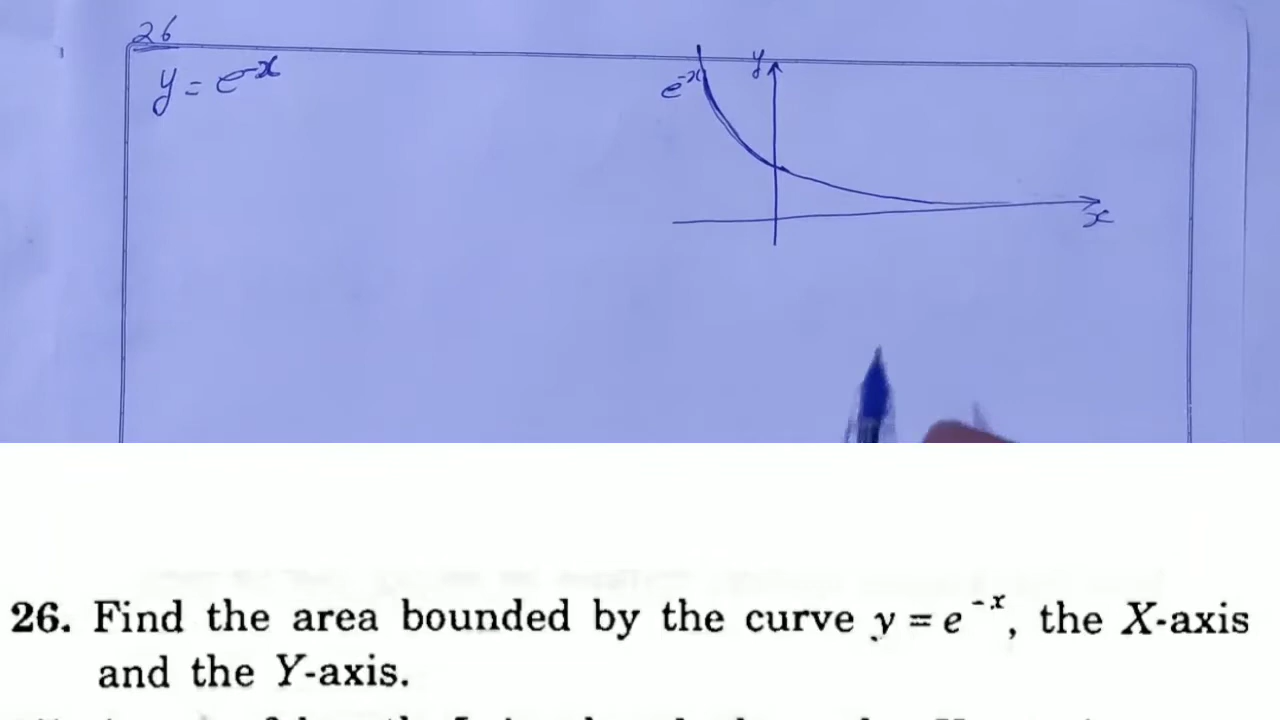 26
y = e^-x
e^-x
y
x
26. Find the area bounded by the curve y = e^-x, the X-axis
and the Y-axis.